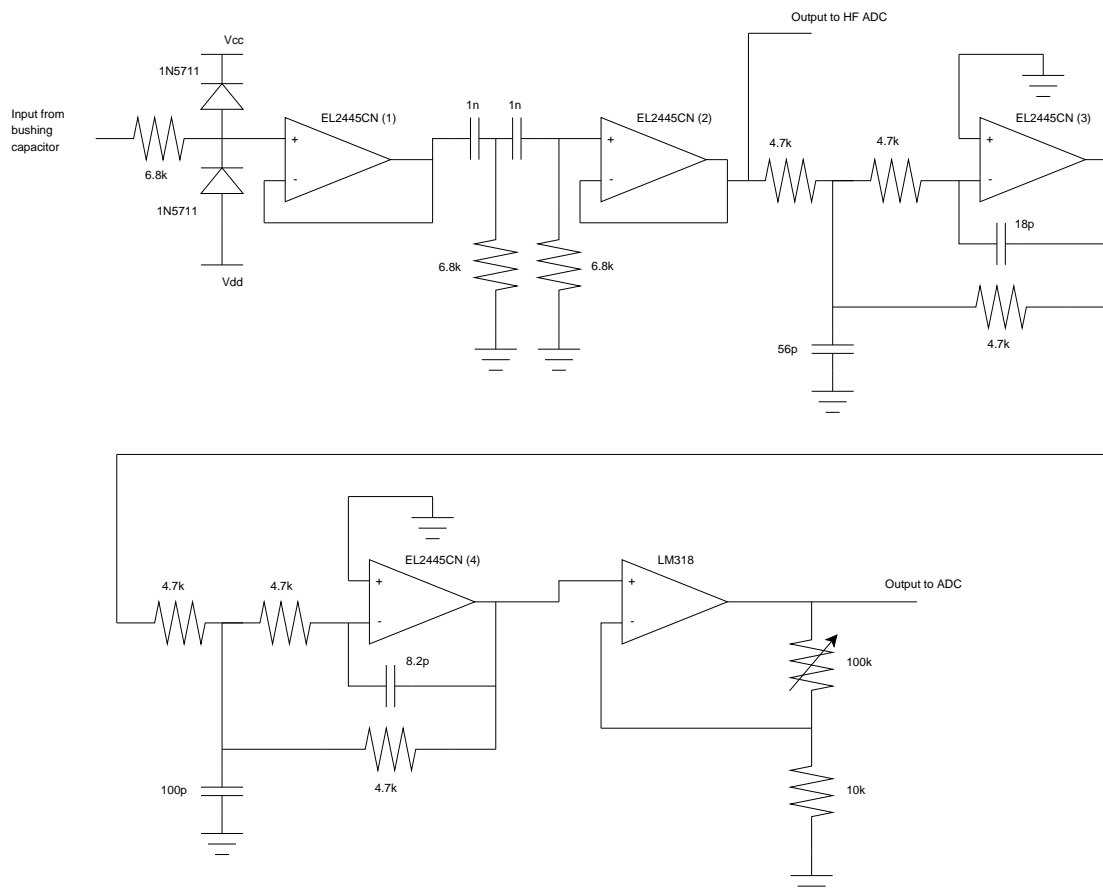 Output to HF ADC
Vcc
1N5711
Input from
bushing
capacitor
6.8k
1N5711
Vdd
EL2445CN (1)
+
-
1n
1n
6.8k
6.8k
EL2445CN (2)
+
-
4.7k
4.7k
EL2445CN (3)
+
-
18p
4.7k
56p
4.7k
4.7k
EL2445CN (4)
+
-
8.2p
4.7k
100p
LM318
+
-
Output to ADC
100k
10k